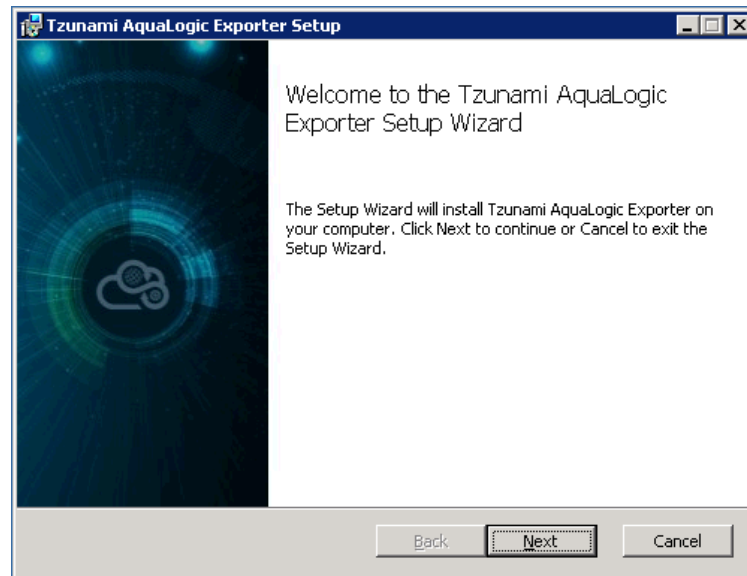 Tzunami AquaLogic Exporter Setup
Welcome to the Tzunami AquaLogic
Exporter Setup Wizard
The Setup Wizard will install Tzunami AquaLogic Exporter on
your computer. Click Next to continue or Cancel to exit the
Setup Wizard.
Back Next Cancel